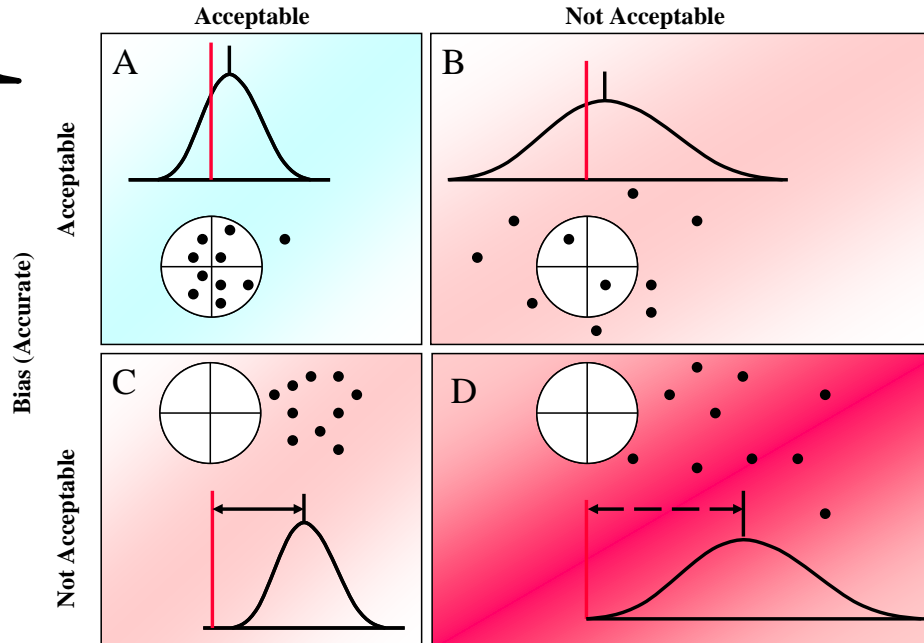 Acceptable
Not Acceptable
A
B
Acceptable
Bias (Accurate)
C
D
Not Acceptable